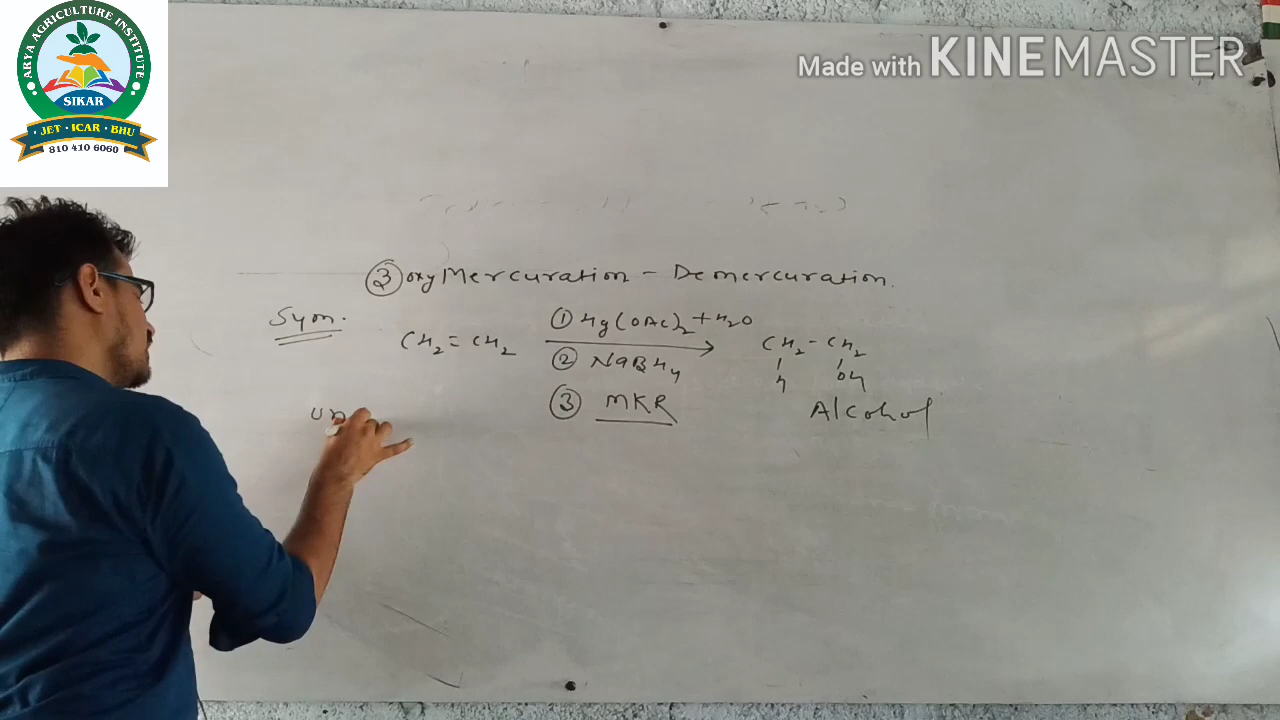 ARYA AGRICULTURE INSTITUTE
SIKAR
· JET · ICAR · BHU ·
810 410 6060
Made with KINEMASTER
③ oxyMercuration - Demercuration.
Sym.
CH₂=CH₂ ① Hg(OAc)₂+H₂O CH₂-CH₂
② NaBH₄ H OH
③ MKR Alcohol
un